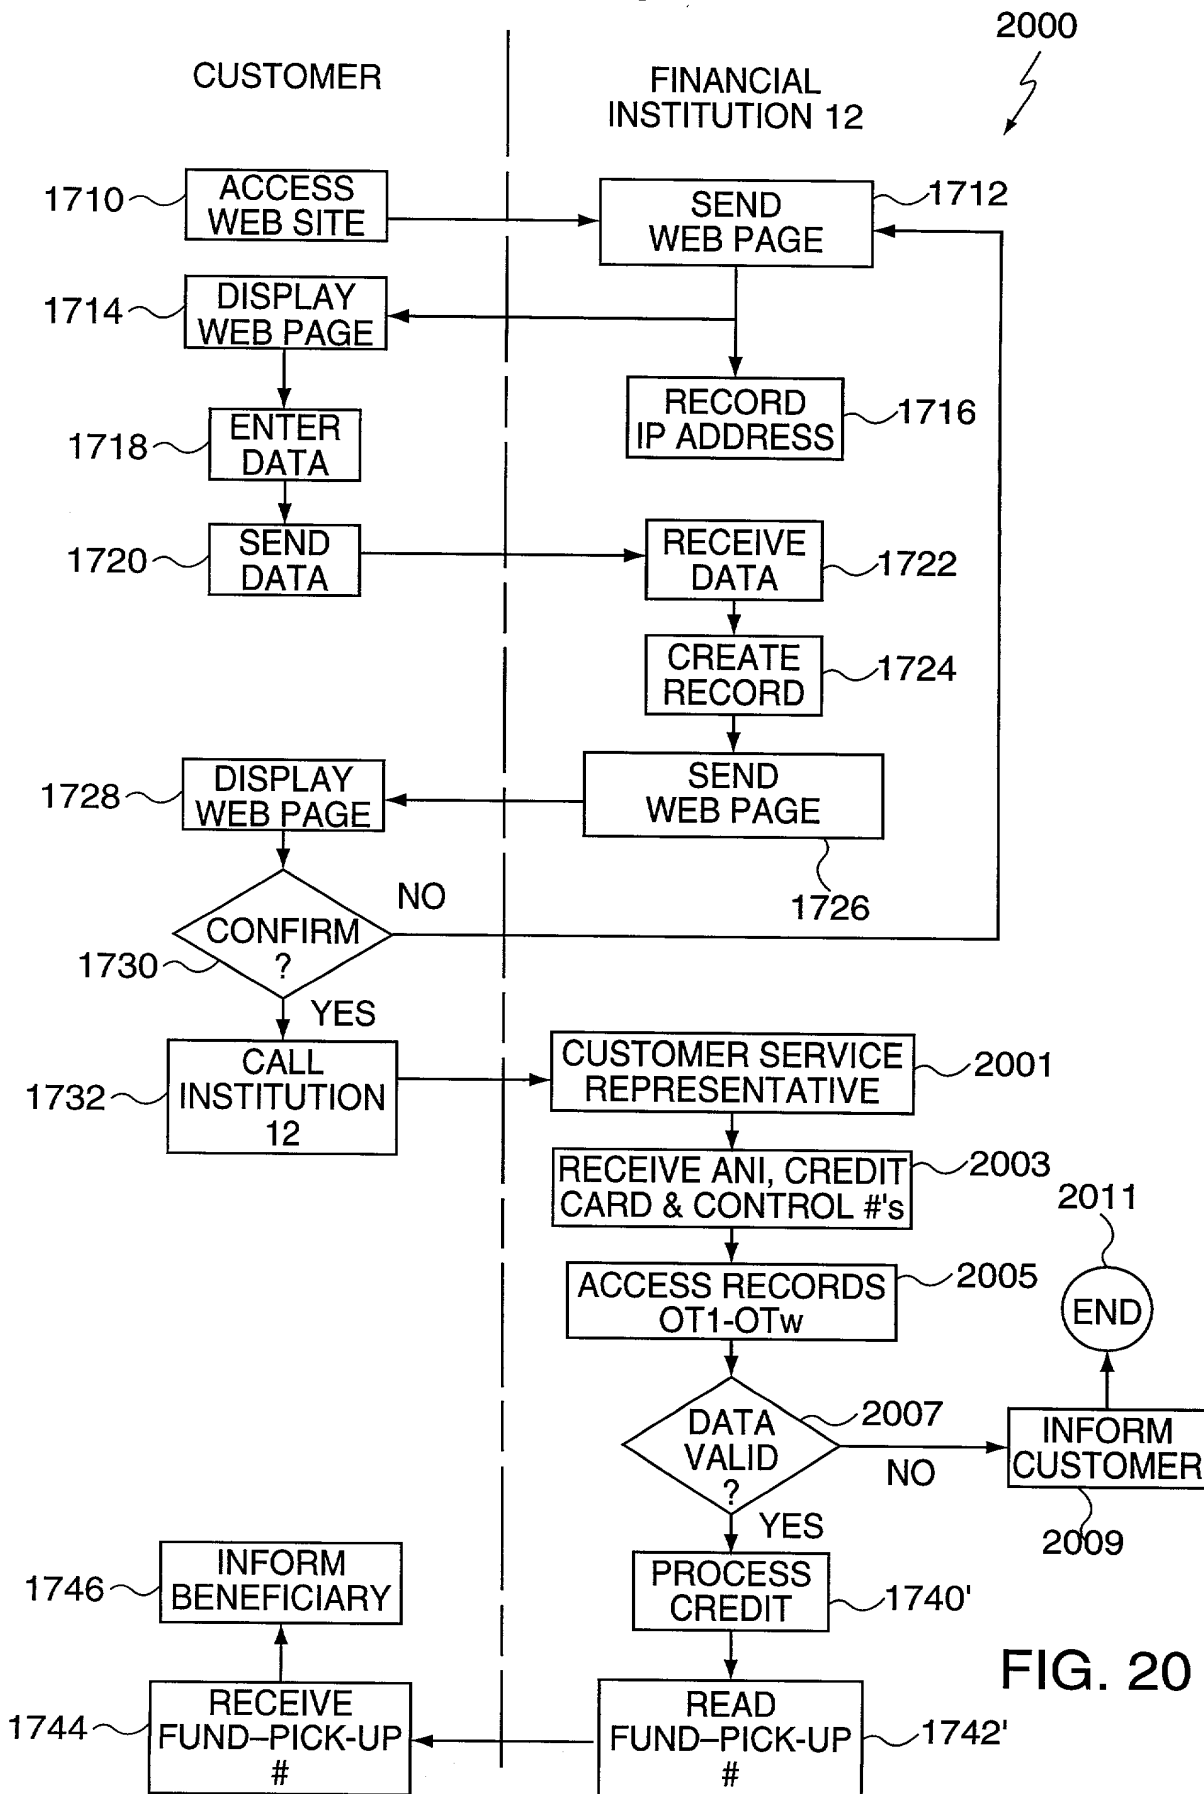 2000
CUSTOMER
FINANCIAL
INSTITUTION 12
1710
ACCESS
WEB SITE
SEND
WEB PAGE
1712
1714
DISPLAY
WEB PAGE
RECORD
IP ADDRESS
1716
1718
ENTER
DATA
1720
SEND
DATA
RECEIVE
DATA
1722
CREATE
RECORD
1724
1728
DISPLAY
WEB PAGE
SEND
WEB PAGE
1726
NO
CONFIRM
?
1730
YES
1732
CALL
INSTITUTION
12
CUSTOMER SERVICE
REPRESENTATIVE
2001
RECEIVE ANI, CREDIT
CARD & CONTROL #'s
2003
ACCESS RECORDS
OT1-OTw
2005
2011
END
DATA
VALID
?
2007
NO
INFORM
CUSTOMER
2009
YES
PROCESS
CREDIT
1740'
1746
INFORM
BENEFICIARY
1744
RECEIVE
FUND–PICK-UP
#
READ
FUND–PICK-UP
#
1742'
FIG. 20